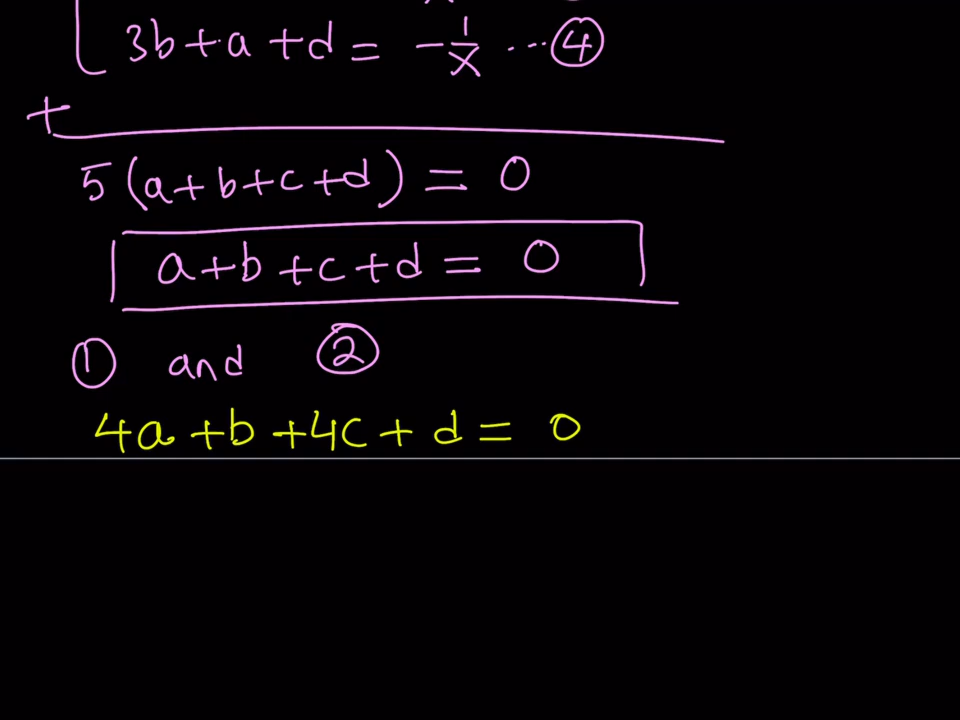 3b+a+d = -1/x ...④
+
5(a+b+c+d) = 0
a+b+c+d = 0
① and ②
4a+b+4c+d = 0